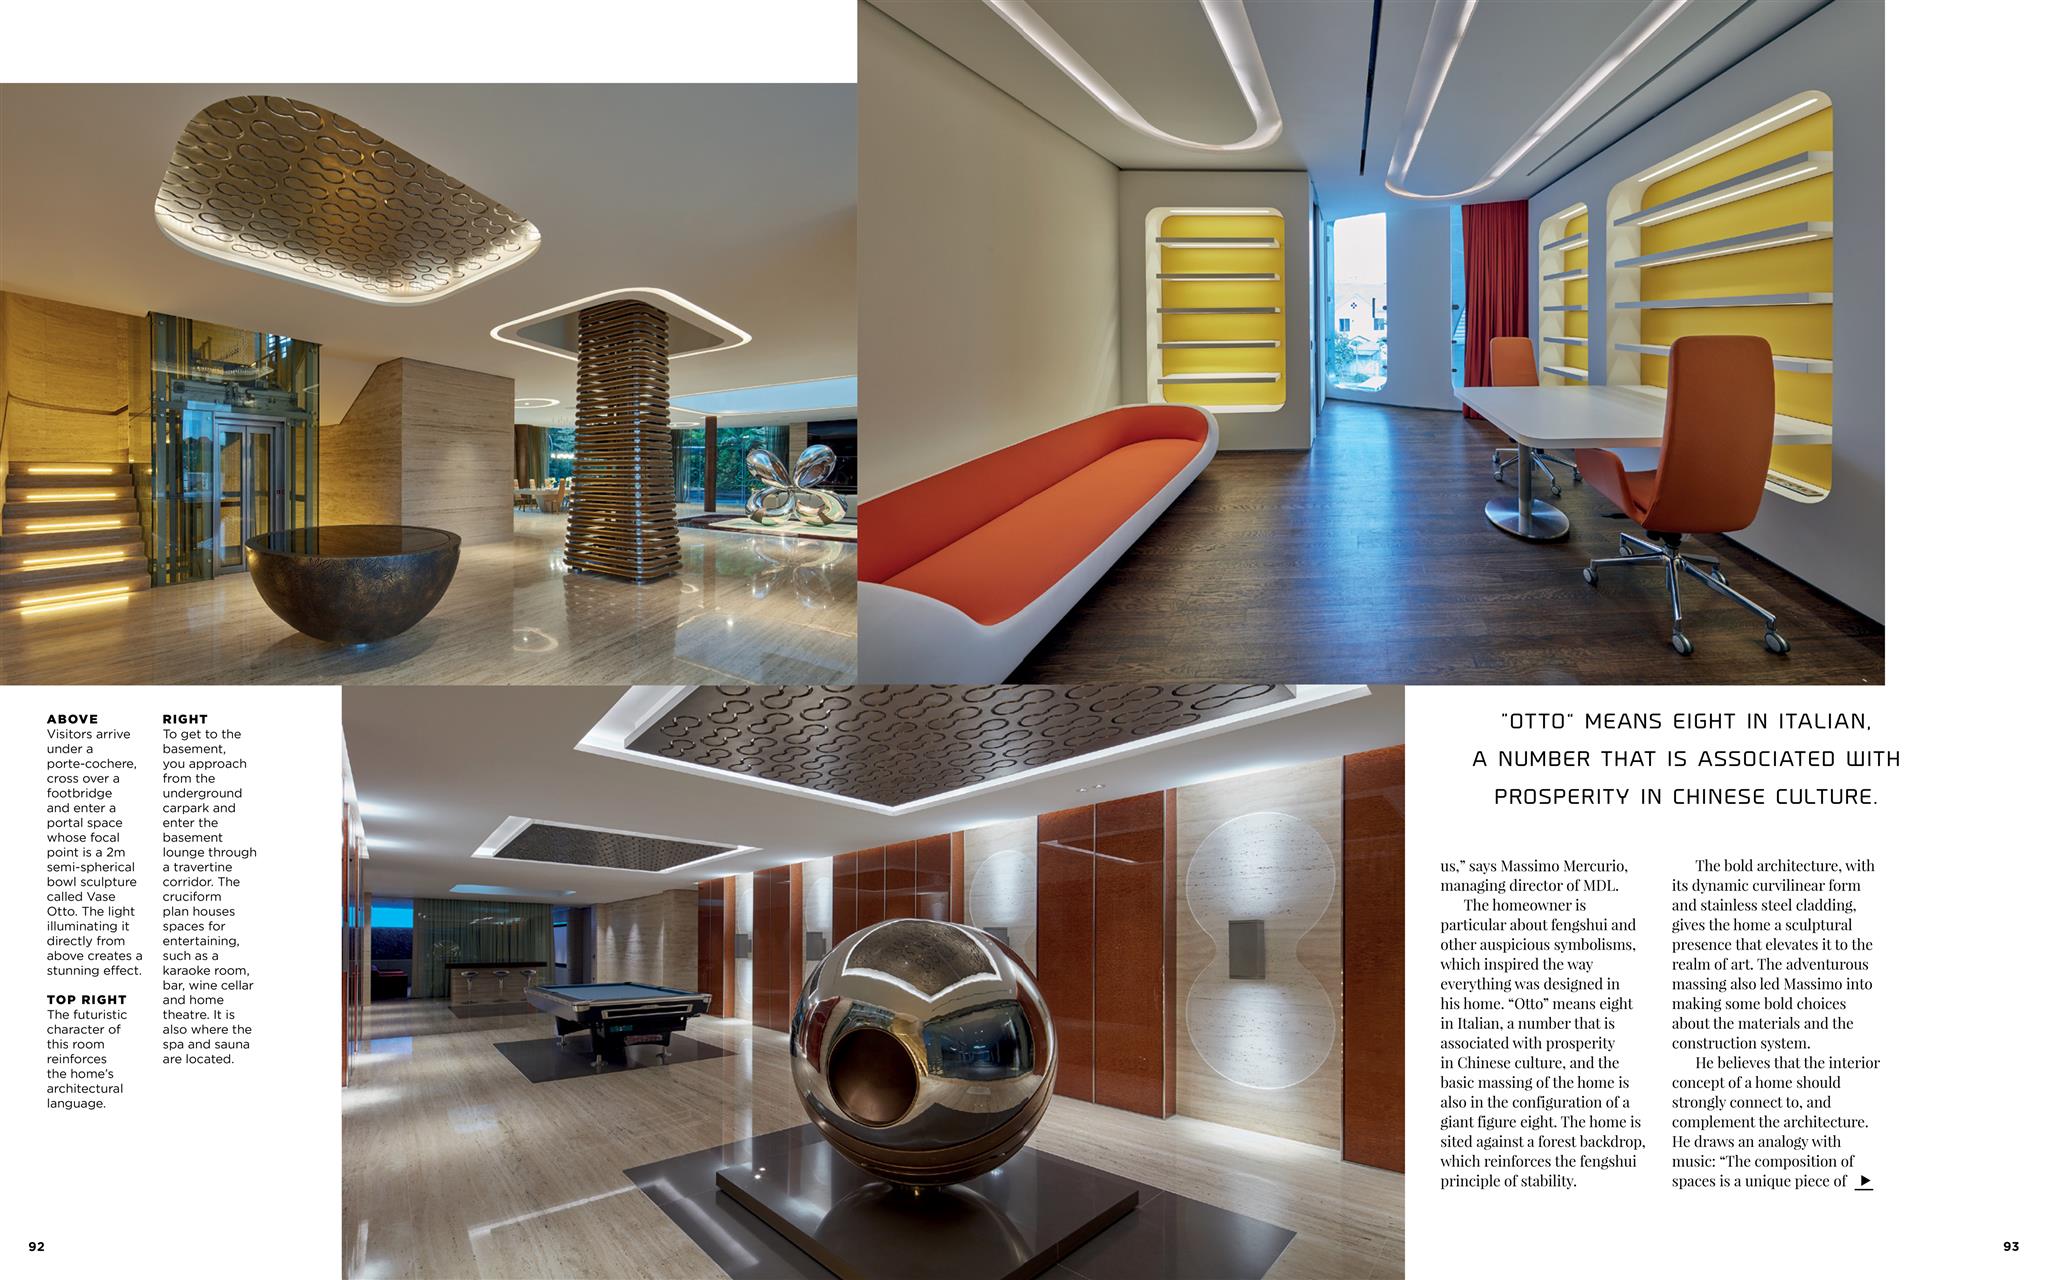 ABOVE
Visitors arrive
under a
porte-cochere,
cross over a
footbridge
and enter a
portal space
whose focal
point is a 2m
semi-spherical
bowl sculpture
called Vase
Otto. The light
illuminating it
directly from
above creates a
stunning effect.
TOP RIGHT
The futuristic
character of
this room
reinforces
the home's
architectural
language.
RIGHT
To get to the
basement,
you approach
from the
underground
carpark and
enter the
basement
lounge through
a travertine
corridor. The
cruciform
plan houses
spaces for
entertaining,
such as a
karaoke room,
bar, wine cellar
and home
theatre. It is
also where the
spa and sauna
are located.
"OTTO" MEANS EIGHT IN ITALIAN,
A NUMBER THAT IS ASSOCIATED WITH
PROSPERITY IN CHINESE CULTURE.
us,” says Massimo Mercurio,
managing director of MDL.
The homeowner is
particular about fengshui and
other auspicious symbolisms,
which inspired the way
everything was designed in
his home. “Otto” means eight
in Italian, a number that is
associated with prosperity
in Chinese culture, and the
basic massing of the home is
also in the configuration of a
giant figure eight. The home is
sited against a forest backdrop,
which reinforces the fengshui
principle of stability.
The bold architecture, with
its dynamic curvilinear form
and stainless steel cladding,
gives the home a sculptural
presence that elevates it to the
realm of art. The adventurous
massing also led Massimo into
making some bold choices
about the materials and the
construction system.
He believes that the interior
concept of a home should
strongly connect to, and
complement the architecture.
He draws an analogy with
music: “The composition of
spaces is a unique piece of
92
93